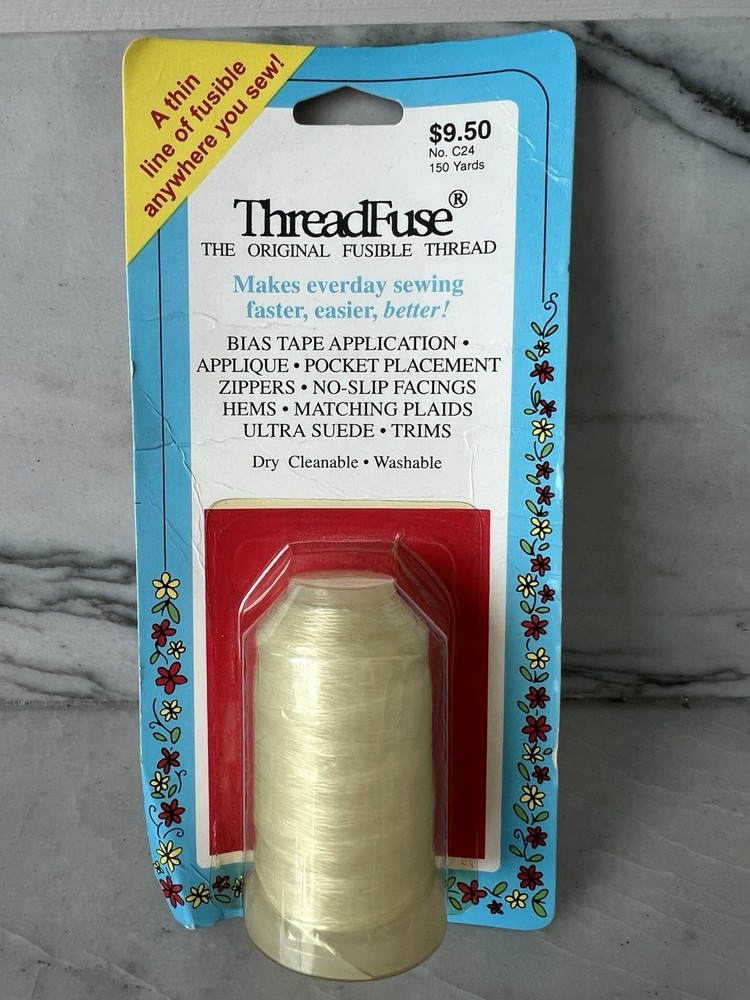 A thin
line of fusible
anywhere you sew!
$9.50
No. C24
150 Yards
ThreadFuse®
THE ORIGINAL FUSIBLE THREAD
Makes everday sewing
faster, easier, better!
BIAS TAPE APPLICATION •
APPLIQUE • POCKET PLACEMENT
ZIPPERS • NO-SLIP FACINGS
HEMS • MATCHING PLAIDS
ULTRA SUEDE • TRIMS
Dry Cleanable • Washable